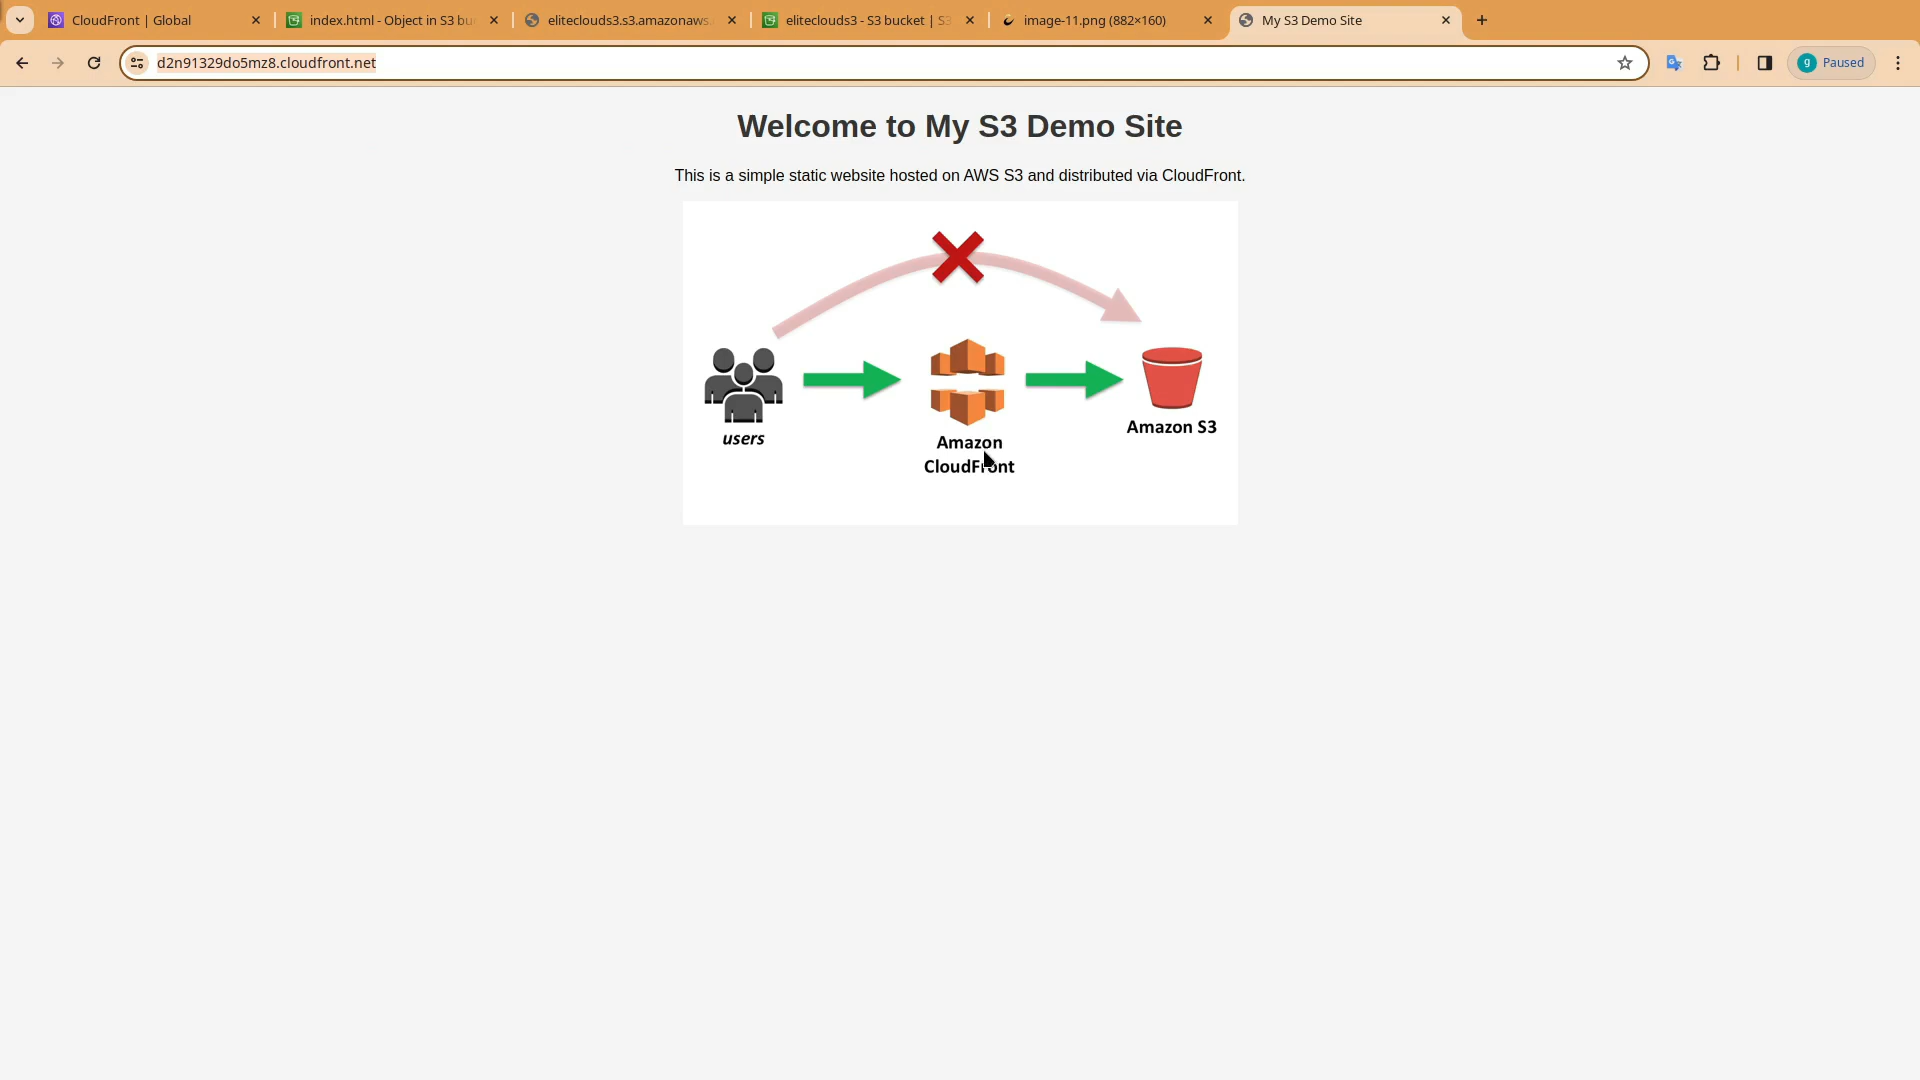 CloudFront | Global
index.html - Object in S3 bu
eliteclouds3.s3.amazonaws.
eliteclouds3 - S3 bucket | S3
image-11.png (882×160)
My S3 Demo Site
d2n91329do5mz8.cloudfront.net
g
Paused
Welcome to My S3 Demo Site
This is a simple static website hosted on AWS S3 and distributed via CloudFront.
users
Amazon
CloudFront
Amazon S3